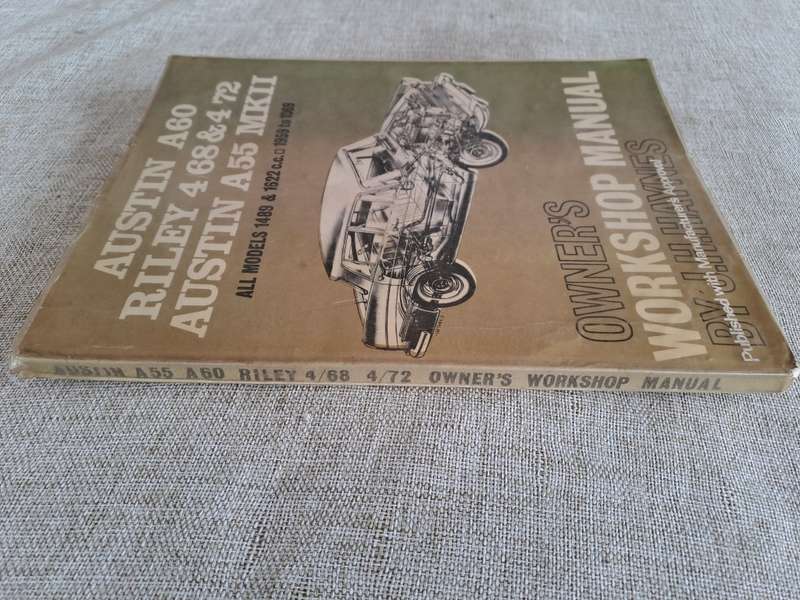 AUSTIN A60
RILEY 4 68 & 4 72
AUSTIN A55 MKII
ALL MODELS 1489 & 1622 c.c. □ 1959 to 1969
OWNER'S
WORKSHOP MANUAL
BY J.H. HAYNES
Published with Manufacturers Approval
AUSTIN A55 A60 RILEY 4/68 4/72 OWNER'S WORKSHOP MANUAL